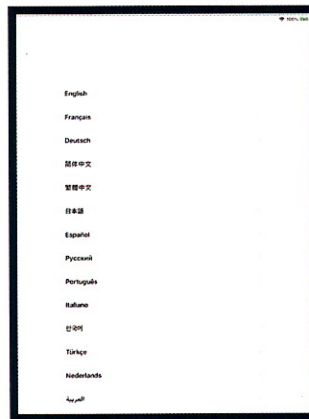 100%
English
Français
Deutsch
简体中文
繁體中文
日本語
Español
Русский
Português
Italiano
한국어
Türkçe
Nederlands
العربية